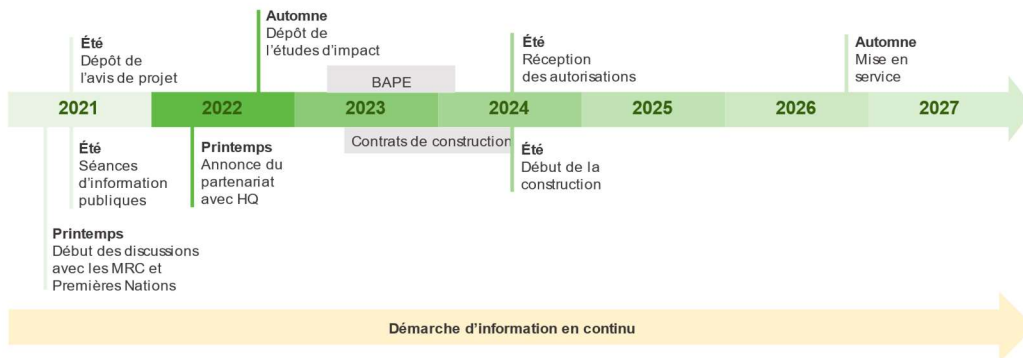 Été
Dépôt de
l'avis de projet
Automne
Dépôt de
l'études d'impact
BAPE
Été
Réception
des autorisations
Automne
Mise en
service
2021
2022
2023
2024
2025
2026
2027
Été
Séances
d'information
publiques
Printemps
Annonce du
partenariat
avec HQ
Contrats de construction
Été
Début de la
construction
Printemps
Début des discussions
avec les MRC et
Premières Nations
Démarche d'information en continu